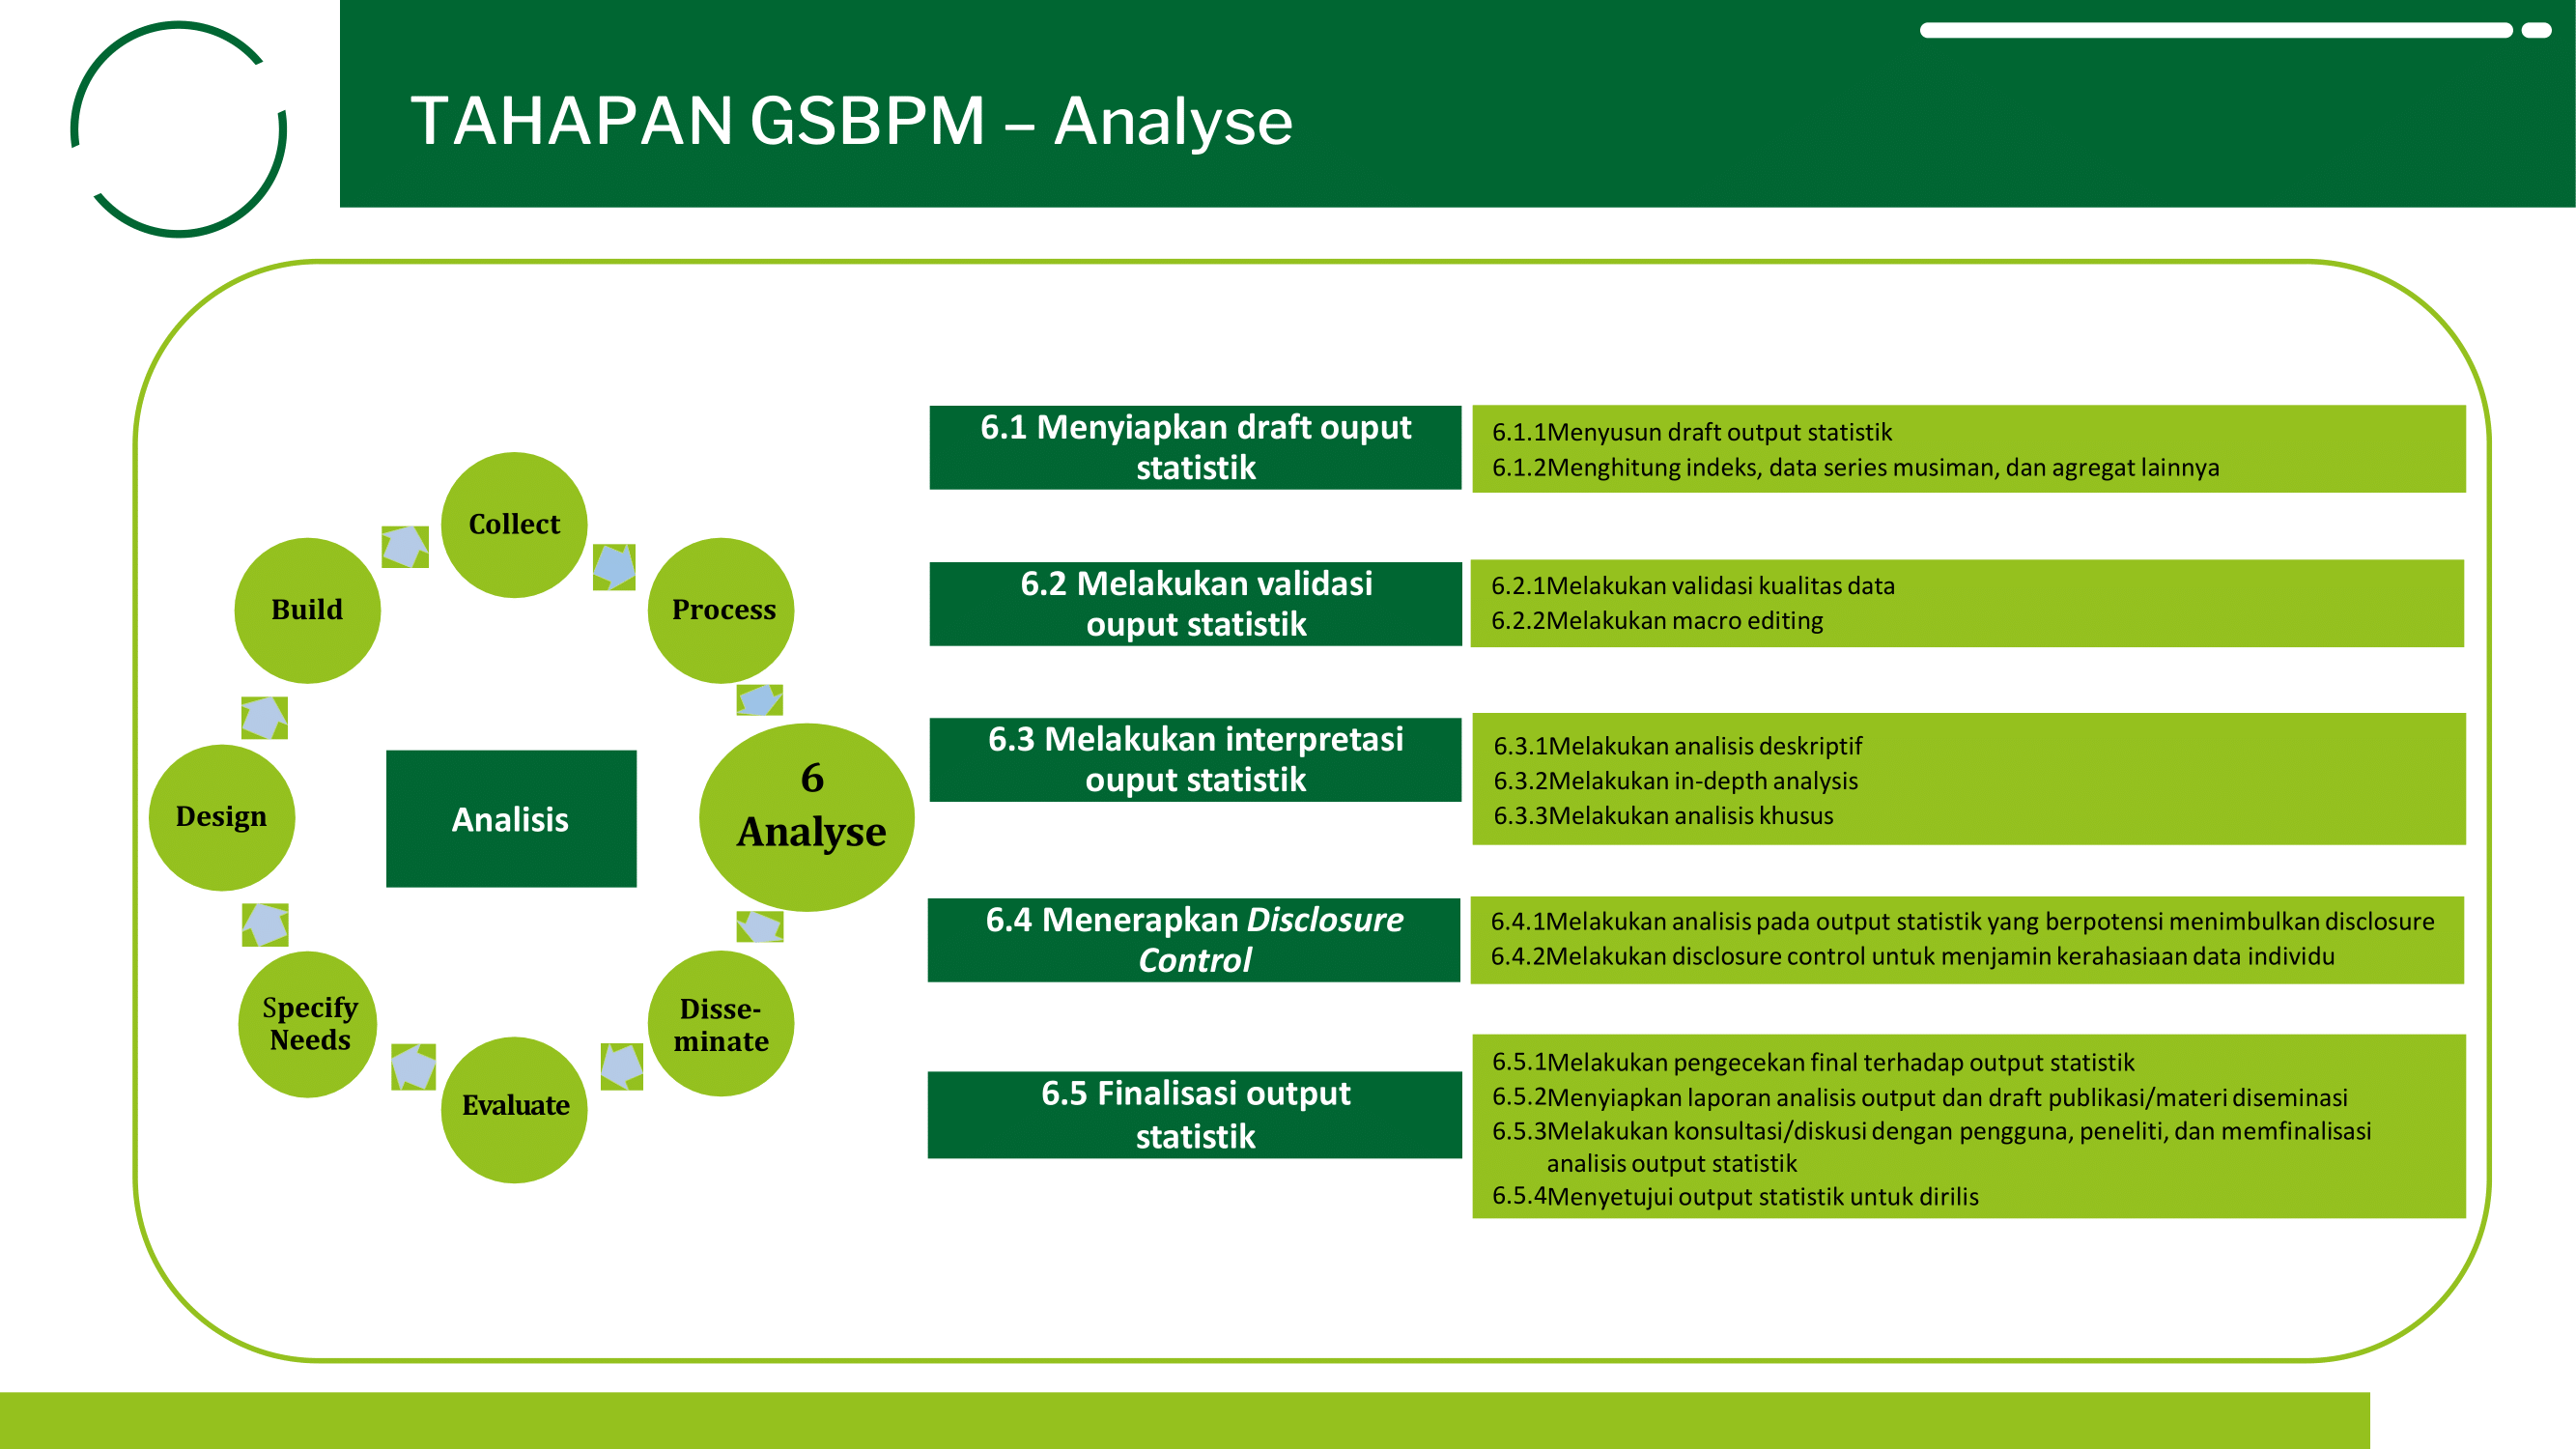 TAHAPAN GSBPM – Analyse
Collect
Build
Process
Design
Analisis
6
Analyse
Specify
Needs
Disse-
minate
Evaluate
6.1 Menyiapkan draft ouput
statistik
6.1.1Menyusun draft output statistik
6.1.2Menghitung indeks, data series musiman, dan agregat lainnya
6.2 Melakukan validasi
ouput statistik
6.2.1Melakukan validasi kualitas data
6.2.2Melakukan macro editing
6.3 Melakukan interpretasi
ouput statistik
6.3.1Melakukan analisis deskriptif
6.3.2Melakukan in-depth analysis
6.3.3Melakukan analisis khusus
6.4 Menerapkan Disclosure
Control
6.4.1Melakukan analisis pada output statistik yang berpotensi menimbulkan disclosure
6.4.2Melakukan disclosure control untuk menjamin kerahasiaan data individu
6.5 Finalisasi output
statistik
6.5.1Melakukan pengecekan final terhadap output statistik
6.5.2Menyiapkan laporan analisis output dan draft publikasi/materi diseminasi
6.5.3Melakukan konsultasi/diskusi dengan pengguna, peneliti, dan memfinalisasi
analisis output statistik
6.5.4Menyetujui output statistik untuk dirilis